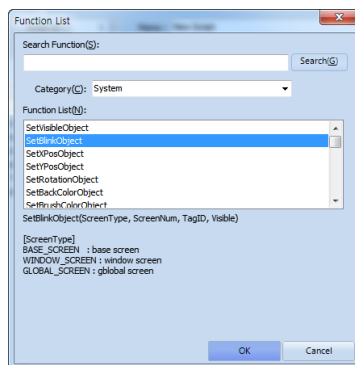 Function List
Search Function(S):
Search(G)
Category(C): System
Function List(N):
SetVisibleObject
SetBlinkObject
SetXPosObject
SetYPosObject
SetRotationObject
SetBackColorObject
SetBrushColorObject
SetBlinkObject(ScreenType, ScreenNum, TagID, Visible)
[ScreenType]
BASE_SCREEN : base screen
WINDOW_SCREEN : window screen
GLOBAL_SCREEN : gblobal screen
OK Cancel